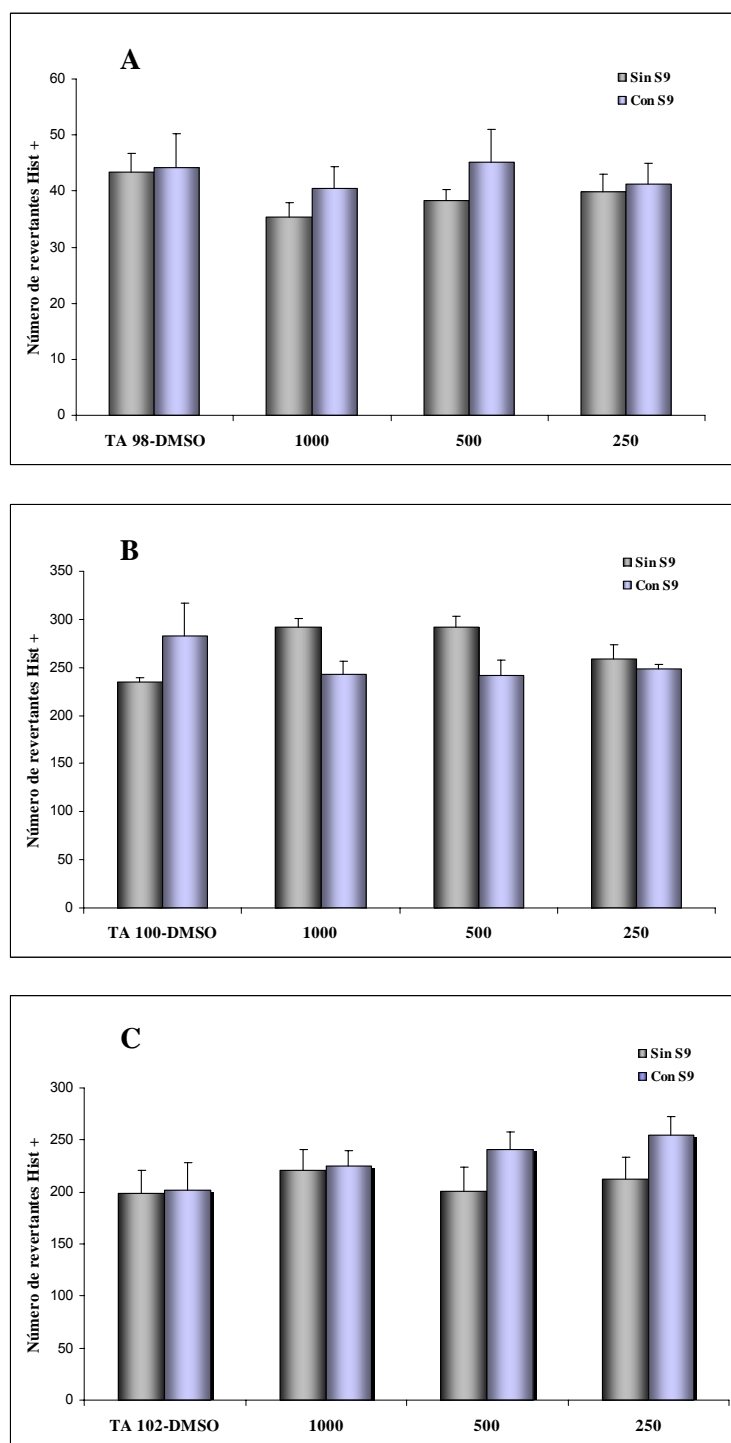 A
Sin S9
Con S9
Número de revertantes Hist +
60
50
40
30
20
10
0
TA 98-DMSO 1000 500 250
B
Sin S9
Con S9
Número de revertantes Hist +
350
300
250
200
150
100
50
0
TA 100-DMSO 1000 500 250
C
Sin S9
Con S9
Número de revertantes Hist +
300
250
200
150
100
50
0
TA 102-DMSO 1000 500 250